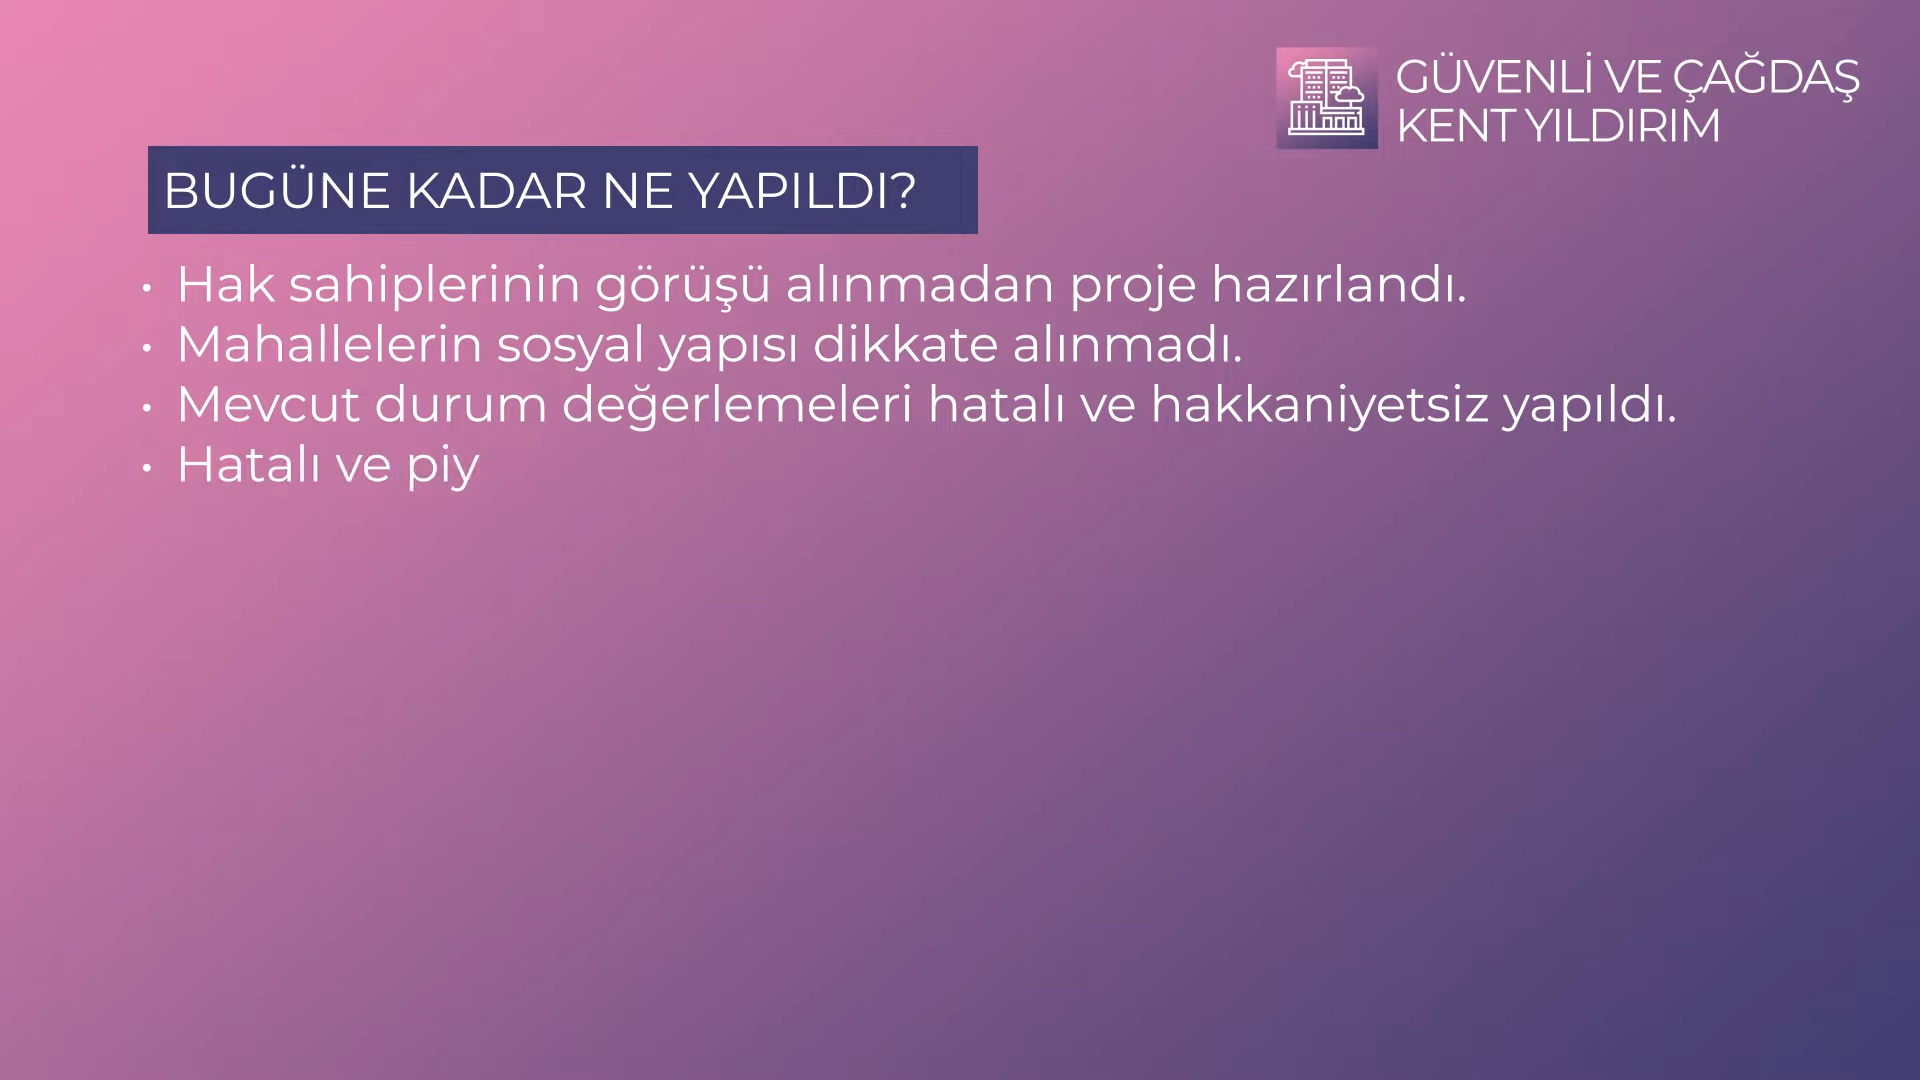 GÜVENLİ VE ÇAĞDAŞ
KENT YILDIRIM
BUGÜNE KADAR NE YAPILDI?
• Hak sahiplerinin görüşü alınmadan proje hazırlandı.
• Mahallelerin sosyal yapısı dikkate alınmadı.
• Mevcut durum değerlemeleri hatalı ve hakkaniyetsiz yapıldı.
• Hatalı ve piy